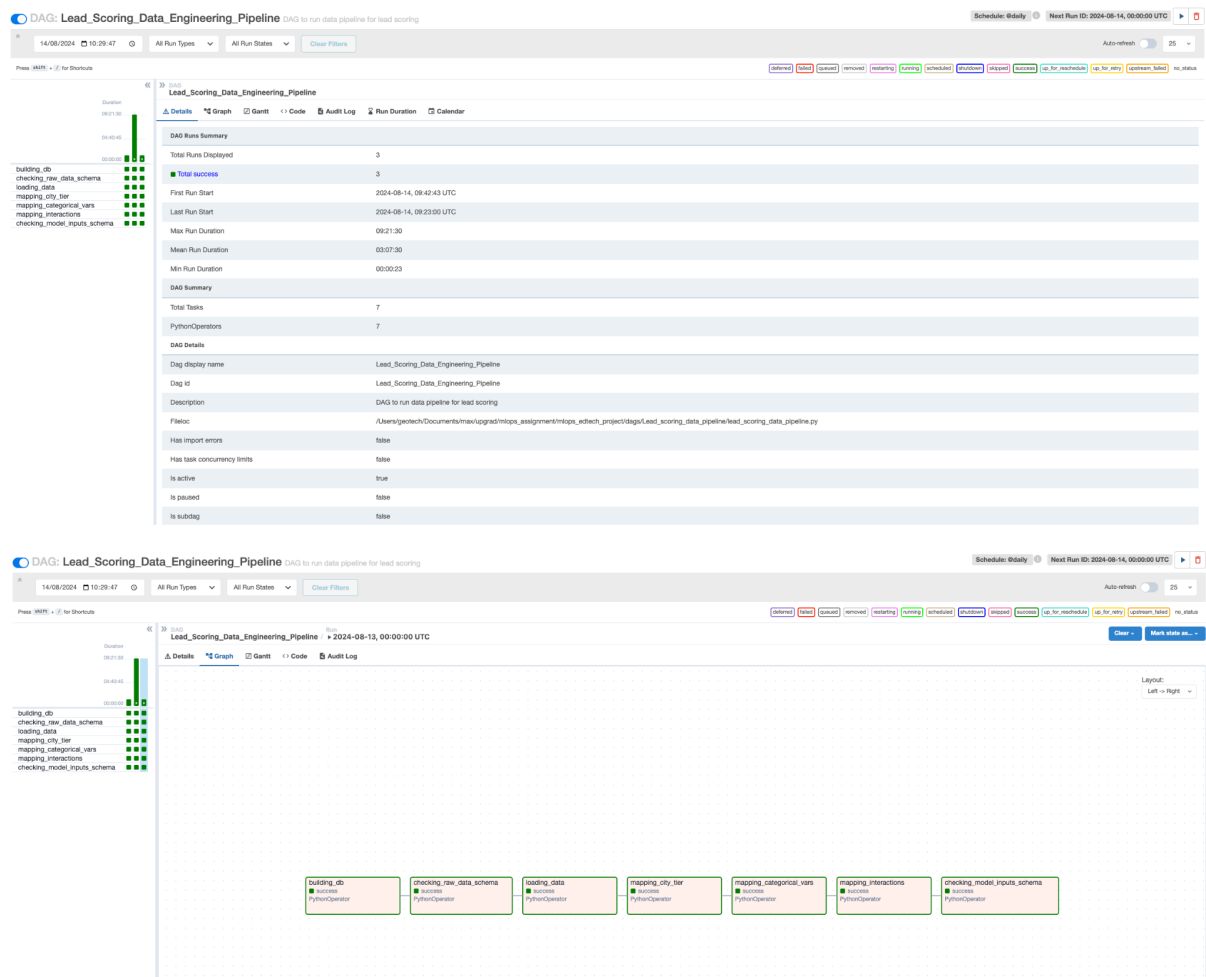 DAG: Lead_Scoring_Data_Engineering_Pipeline DAG to run data pipeline for lead scoring
Schedule: @daily Next Run ID: 2024-08-14, 00:00:00 UTC
14/08/2024 10:29:47 All Run Types All Run States Clear Filters
Auto-refresh 25
Press shift + / for Shortcuts
deferred failed queued removed restarting running scheduled shutdown skipped success up_for_reschedule up_for_retry upstream_failed no_status
Duration
09:21:30
04:40:45
00:00:00
building_db
checking_raw_data_schema
loading_data
mapping_city_tier
mapping_categorical_vars
mapping_interactions
checking_model_inputs_schema
DAG
Lead_Scoring_Data_Engineering_Pipeline
Details Graph Gantt <> Code Audit Log Run Duration Calendar
DAG Runs Summary
Total Runs Displayed 3
Total success 3
First Run Start 2024-08-14, 09:42:43 UTC
Last Run Start 2024-08-14, 09:23:00 UTC
Max Run Duration 09:21:30
Mean Run Duration 03:07:30
Min Run Duration 00:00:23
DAG Summary
Total Tasks 7
PythonOperators 7
DAG Details
Dag display name Lead_Scoring_Data_Engineering_Pipeline
Dag id Lead_Scoring_Data_Engineering_Pipeline
Description DAG to run data pipeline for lead scoring
Fileloc /Users/geotech/Documents/max/upgrad/mlops_assignment/mlops_edtech_project/dags/Lead_scoring_data_pipeline/lead_scoring_data_pipeline.py
Has import errors false
Has task concurrency limits false
Is active true
Is paused false
Is subdag false
DAG: Lead_Scoring_Data_Engineering_Pipeline DAG to run data pipeline for lead scoring
Schedule: @daily Next Run ID: 2024-08-14, 00:00:00 UTC
14/08/2024 10:29:47 All Run Types All Run States Clear Filters
Auto-refresh 25
Press shift + / for Shortcuts
deferred failed queued removed restarting running scheduled shutdown skipped success up_for_reschedule up_for_retry upstream_failed no_status
Duration
09:21:30
04:40:45
00:00:00
building_db
checking_raw_data_schema
loading_data
mapping_city_tier
mapping_categorical_vars
mapping_interactions
checking_model_inputs_schema
DAG Run
Lead_Scoring_Data_Engineering_Pipeline / 2024-08-13, 00:00:00 UTC
Clear Mark state as...
Details Graph Gantt <> Code Audit Log
Layout:
Left -> Right
building_db
success
PythonOperator
checking_raw_data_schema
success
PythonOperator
loading_data
success
PythonOperator
mapping_city_tier
success
PythonOperator
mapping_categorical_vars
success
PythonOperator
mapping_interactions
success
PythonOperator
checking_model_inputs_schema
success
PythonOperator